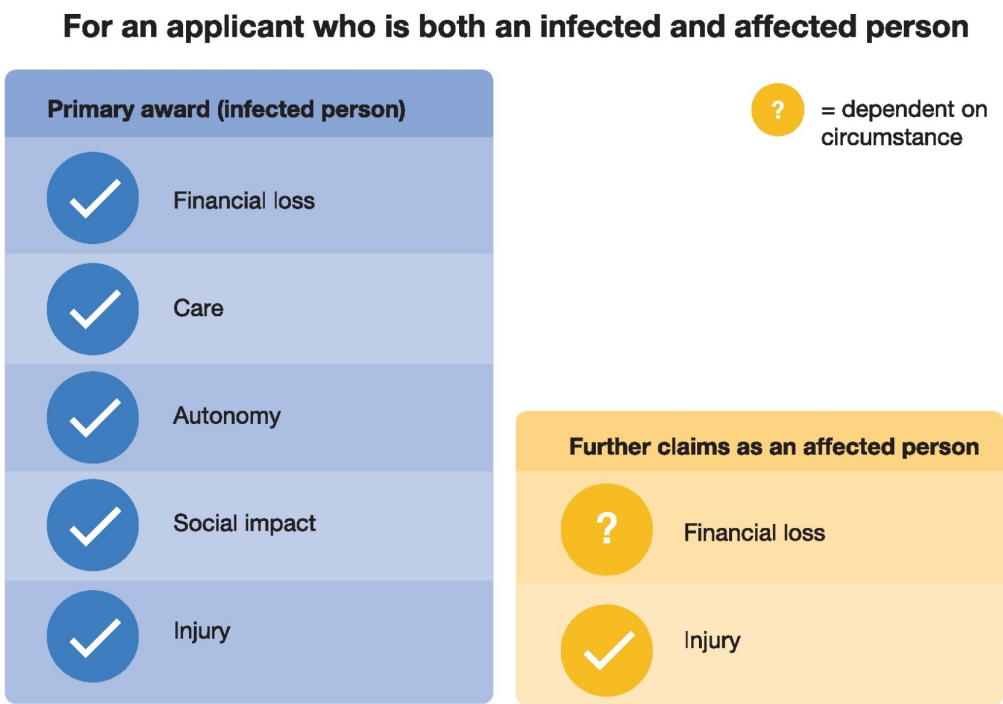 For an applicant who is both an infected and affected person
Primary award (infected person)
Financial loss
Care
Autonomy
Social impact
Injury
? = dependent on
circumstance
Further claims as an affected person
? Financial loss
Injury